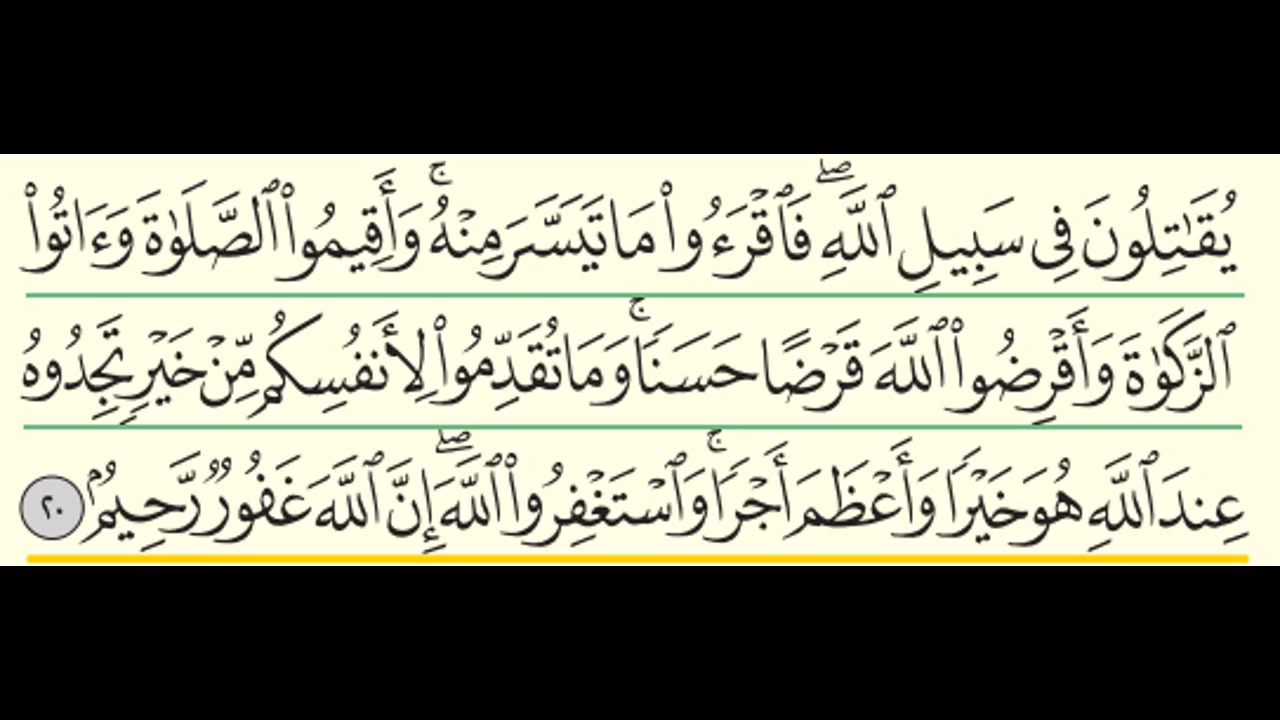 يُقَٰتِلُونَ فِى سَبِيلِ ٱللَّهِ ۖ فَٱقْرَءُوا۟ مَا تَيَسَّرَ مِنْهُ ۚ وَأَقِيمُوا۟ ٱلصَّلَوٰةَ وَءَاتُوا۟
ٱلزَّكَوٰةَ وَأَقْرِضُوا۟ ٱللَّهَ قَرْضًا حَسَنًا ۚ وَمَا تُقَدِّمُوا۟ لِأَنفُسِكُم مِّنْ خَيْرٍ تَجِدُوهُ
عِندَ ٱللَّهِ هُوَ خَيْرًا وَأَعْظَمَ أَجْرًا ۚ وَٱسْتَغْفِرُوا۟ ٱللَّهَ ۖ إِنَّ ٱللَّهَ غَفُورٌ رَّحِيمٌۢ ٢٠